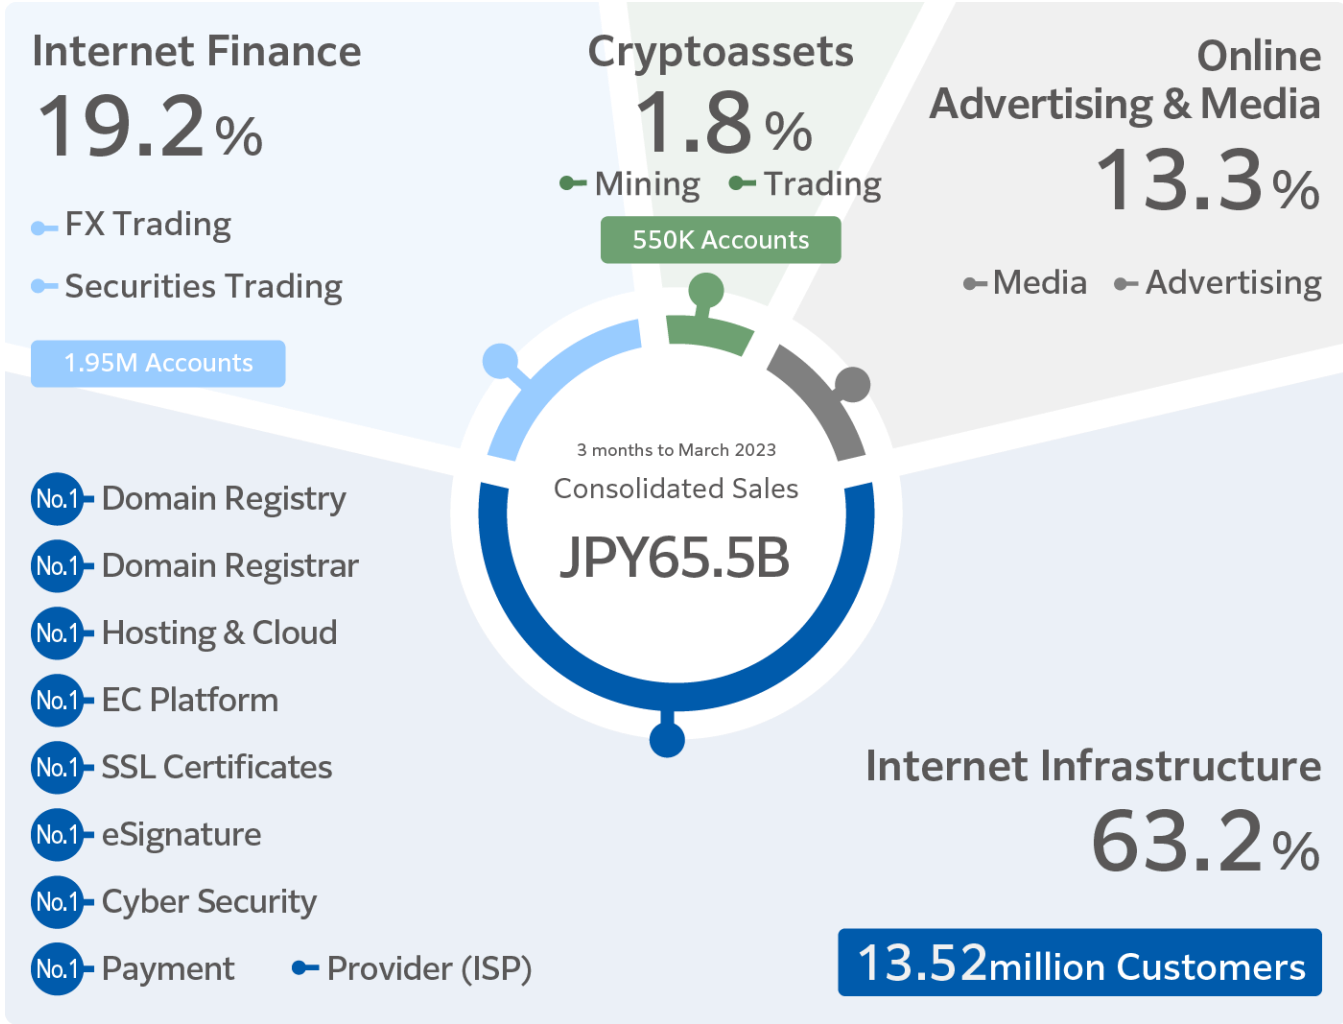 Internet Finance
19.2%
FX Trading
Securities Trading
1.95M Accounts
Cryptoassets
1.8%
Mining Trading
550K Accounts
Online
Advertising & Media
13.3%
Media Advertising
3 months to March 2023
Consolidated Sales
JPY65.5B
No.1 Domain Registry
No.1 Domain Registrar
No.1 Hosting & Cloud
No.1 EC Platform
No.1 SSL Certificates
No.1 eSignature
No.1 Cyber Security
No.1 Payment Provider (ISP)
Internet Infrastructure
63.2%
13.52million Customers